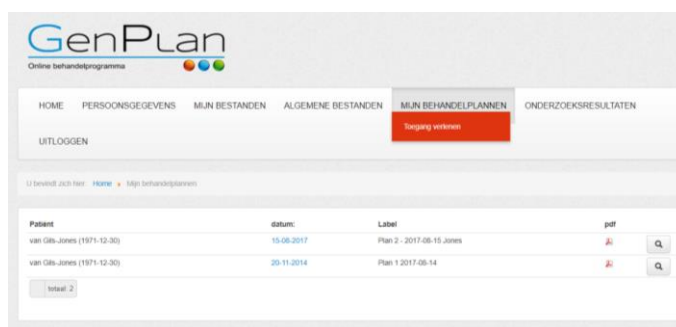 GenPlan
Online behandelprogramma
HOME PERSOONSGEGEVENS MIJN BESTANDEN ALGEMENE BESTANDEN MIJN BEHANDELPLANNEN ONDERZOEKSRESULTATEN
Toegang verlenen
UITLOGGEN
U bevindt zich hier: Home Mijn behandelplannen
Patiënt datum: Label pdf
van Gils-Jones (1971-12-30) 15-08-2017 Plan 2 - 2017-08-15 Jones
van Gils-Jones (1971-12-30) 20-11-2014 Plan 1 2017-08-14
totaal: 2